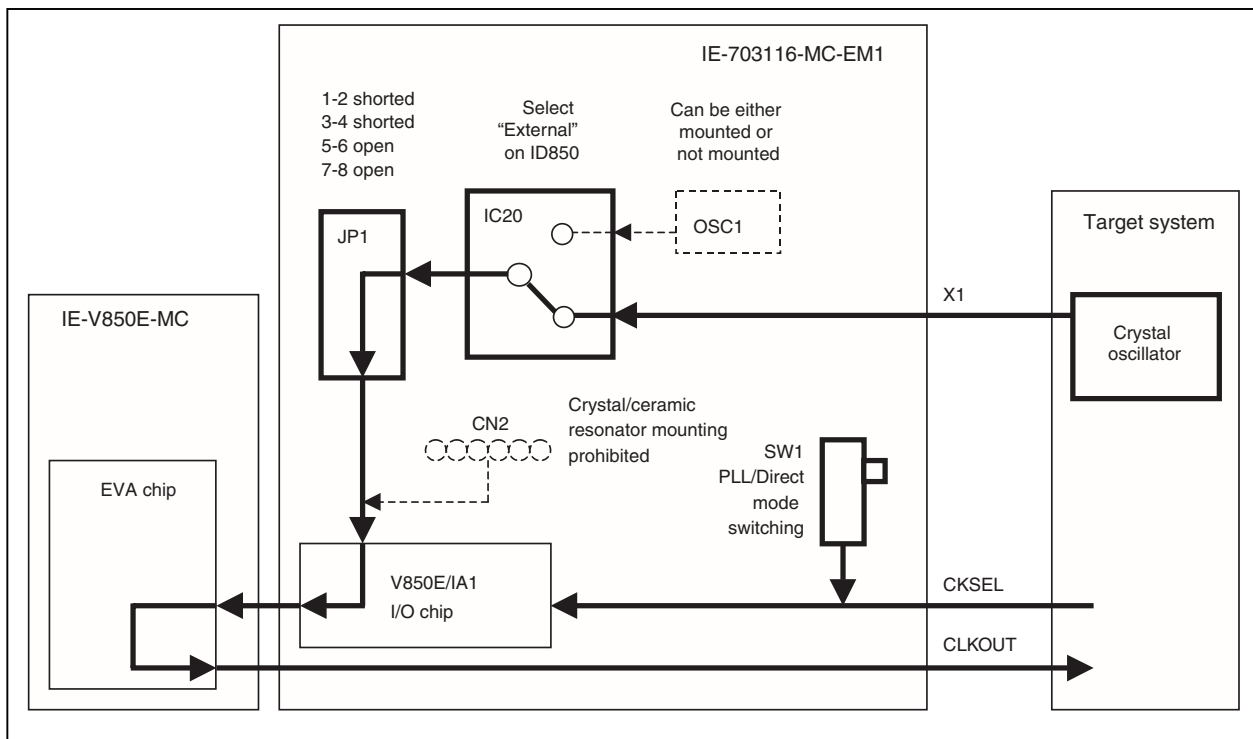 IE-703116-MC-EM1
1-2 shorted
3-4 shorted
5-6 open
7-8 open
Select
“External”
on ID850
Can be either
mounted or
not mounted
JP1
IC20
OSC1
Target system
X1
Crystal
oscillator
IE-V850E-MC
CN2
Crystal/ceramic
resonator mounting
prohibited
SW1
PLL/Direct
mode
switching
EVA chip
V850E/IA1
I/O chip
CKSEL
CLKOUT